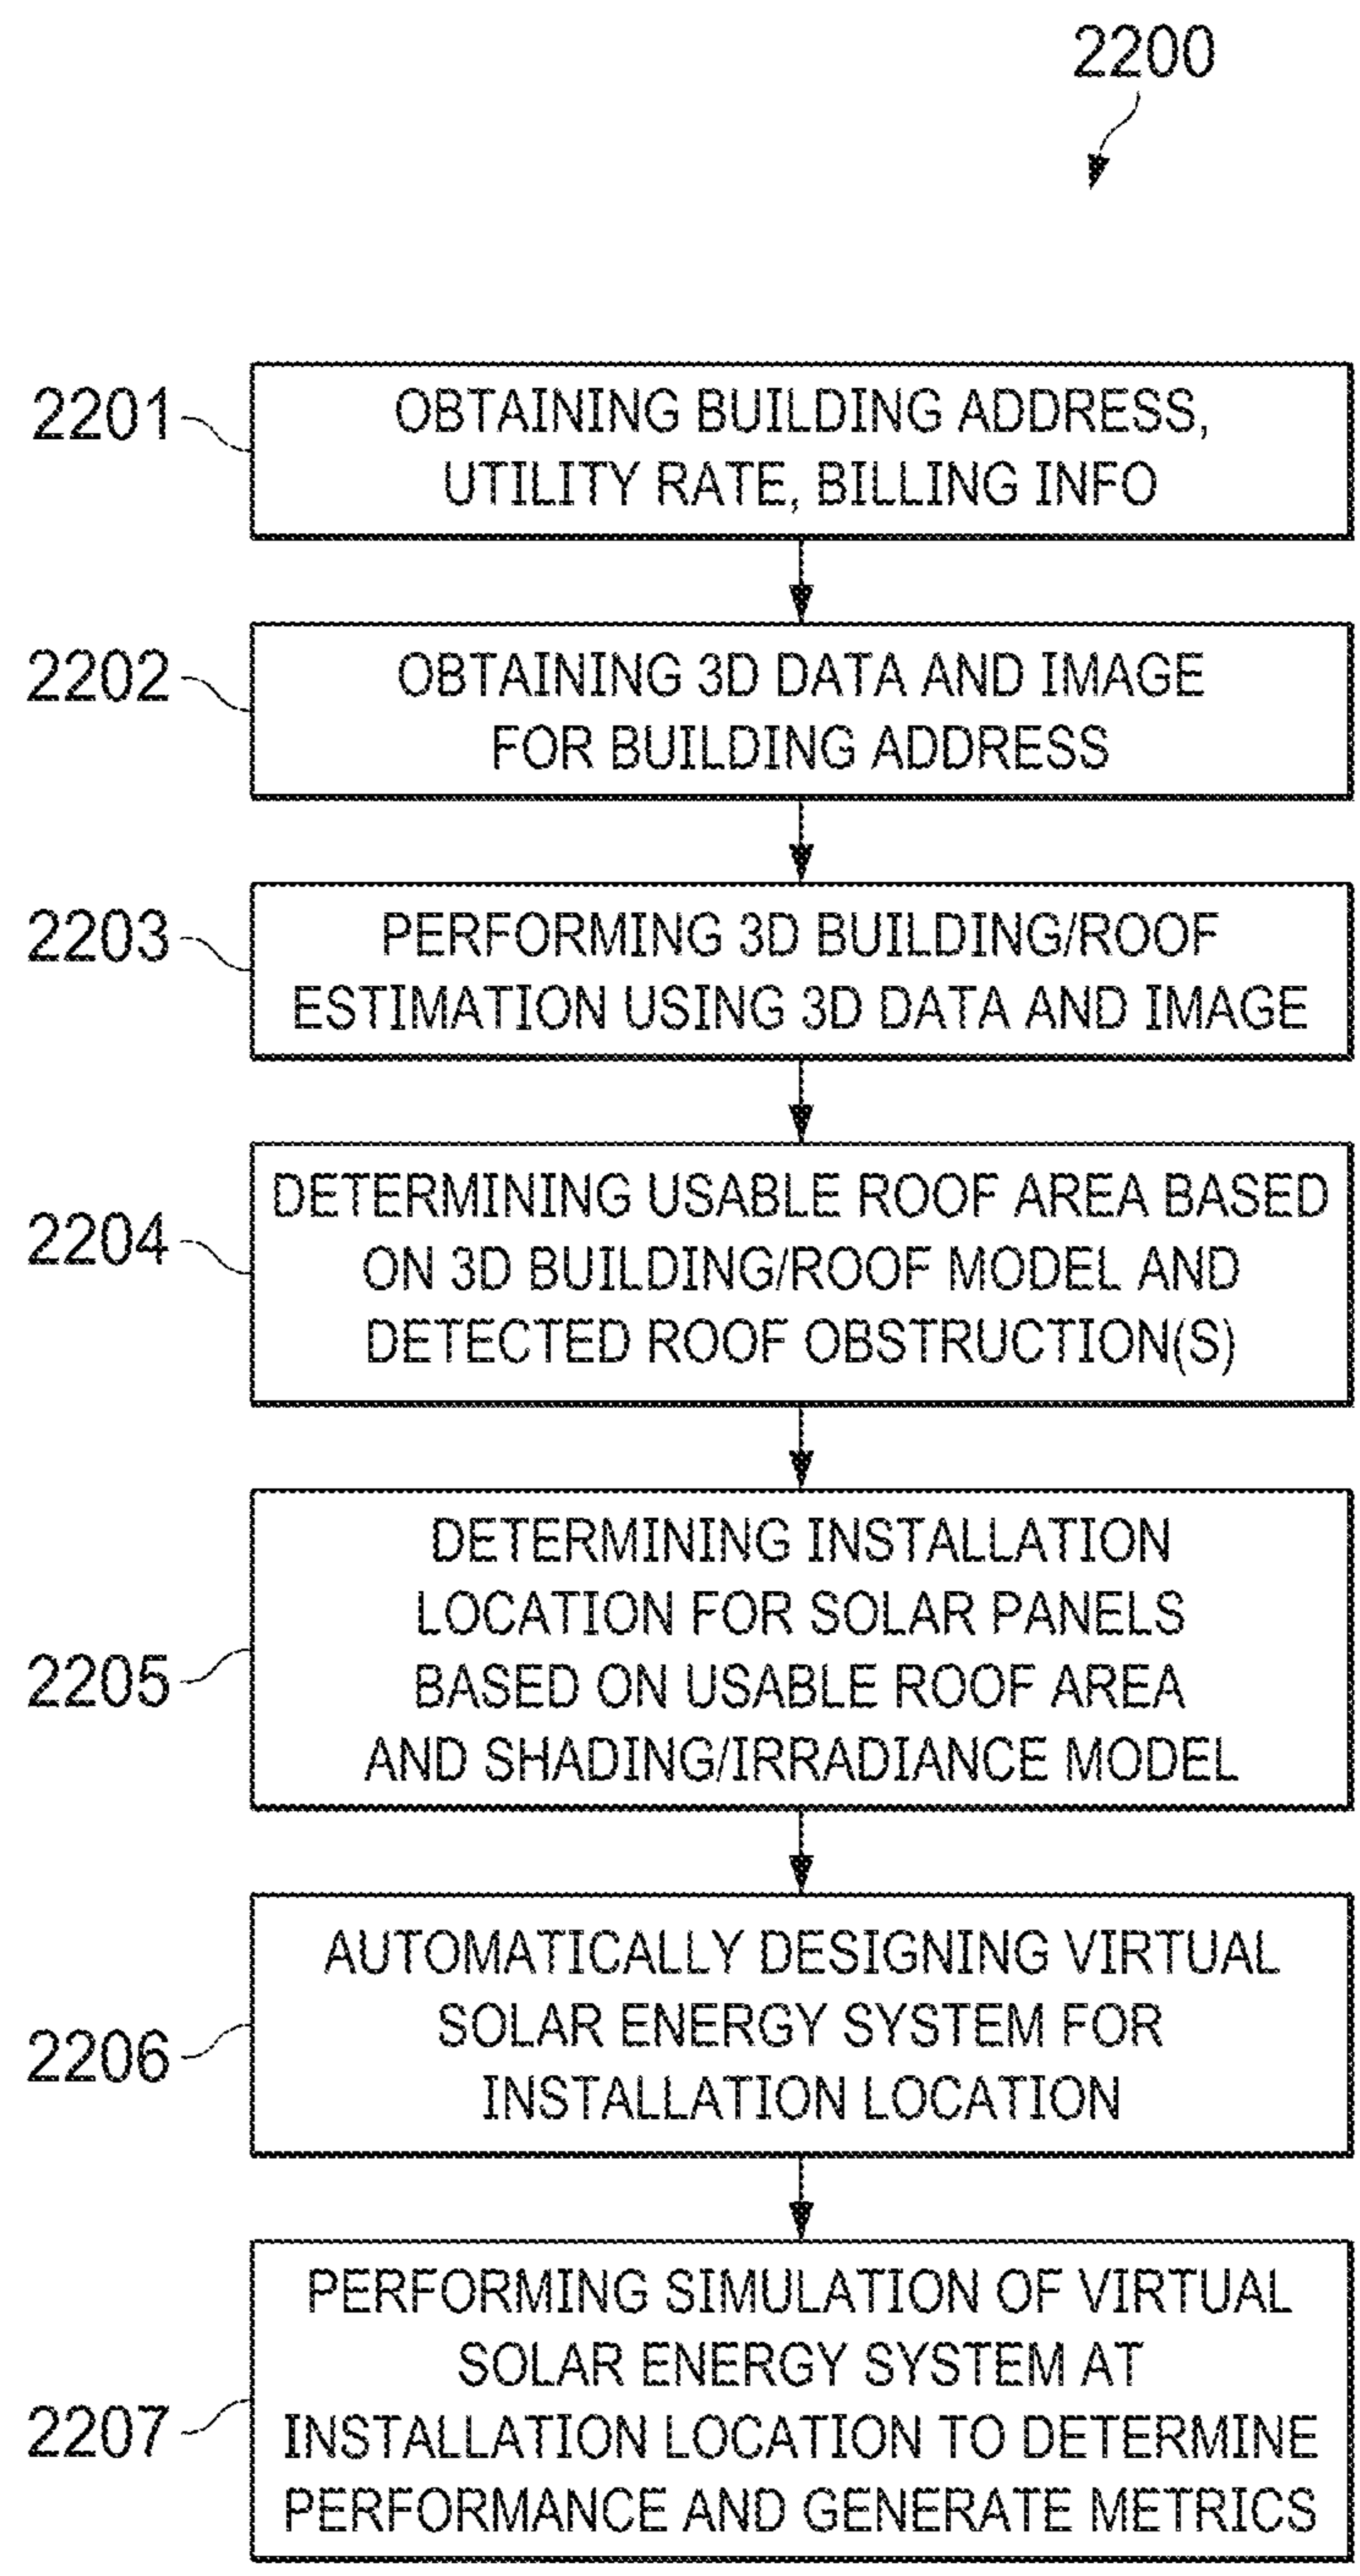 2200
2201
OBTAINING BUILDING ADDRESS,
UTILITY RATE, BILLING INFO
2202
OBTAINING 3D DATA AND IMAGE
FOR BUILDING ADDRESS
2203
PERFORMING 3D BUILDING/ROOF
ESTIMATION USING 3D DATA AND IMAGE
2204
DETERMINING USABLE ROOF AREA BASED
ON 3D BUILDING/ROOF MODEL AND
DETECTED ROOF OBSTRUCTION(S)
2205
DETERMINING INSTALLATION
LOCATION FOR SOLAR PANELS
BASED ON USABLE ROOF AREA
AND SHADING/IRRADIANCE MODEL
2206
AUTOMATICALLY DESIGNING VIRTUAL
SOLAR ENERGY SYSTEM FOR
INSTALLATION LOCATION
2207
PERFORMING SIMULATION OF VIRTUAL
SOLAR ENERGY SYSTEM AT
INSTALLATION LOCATION TO DETERMINE
PERFORMANCE AND GENERATE METRICS